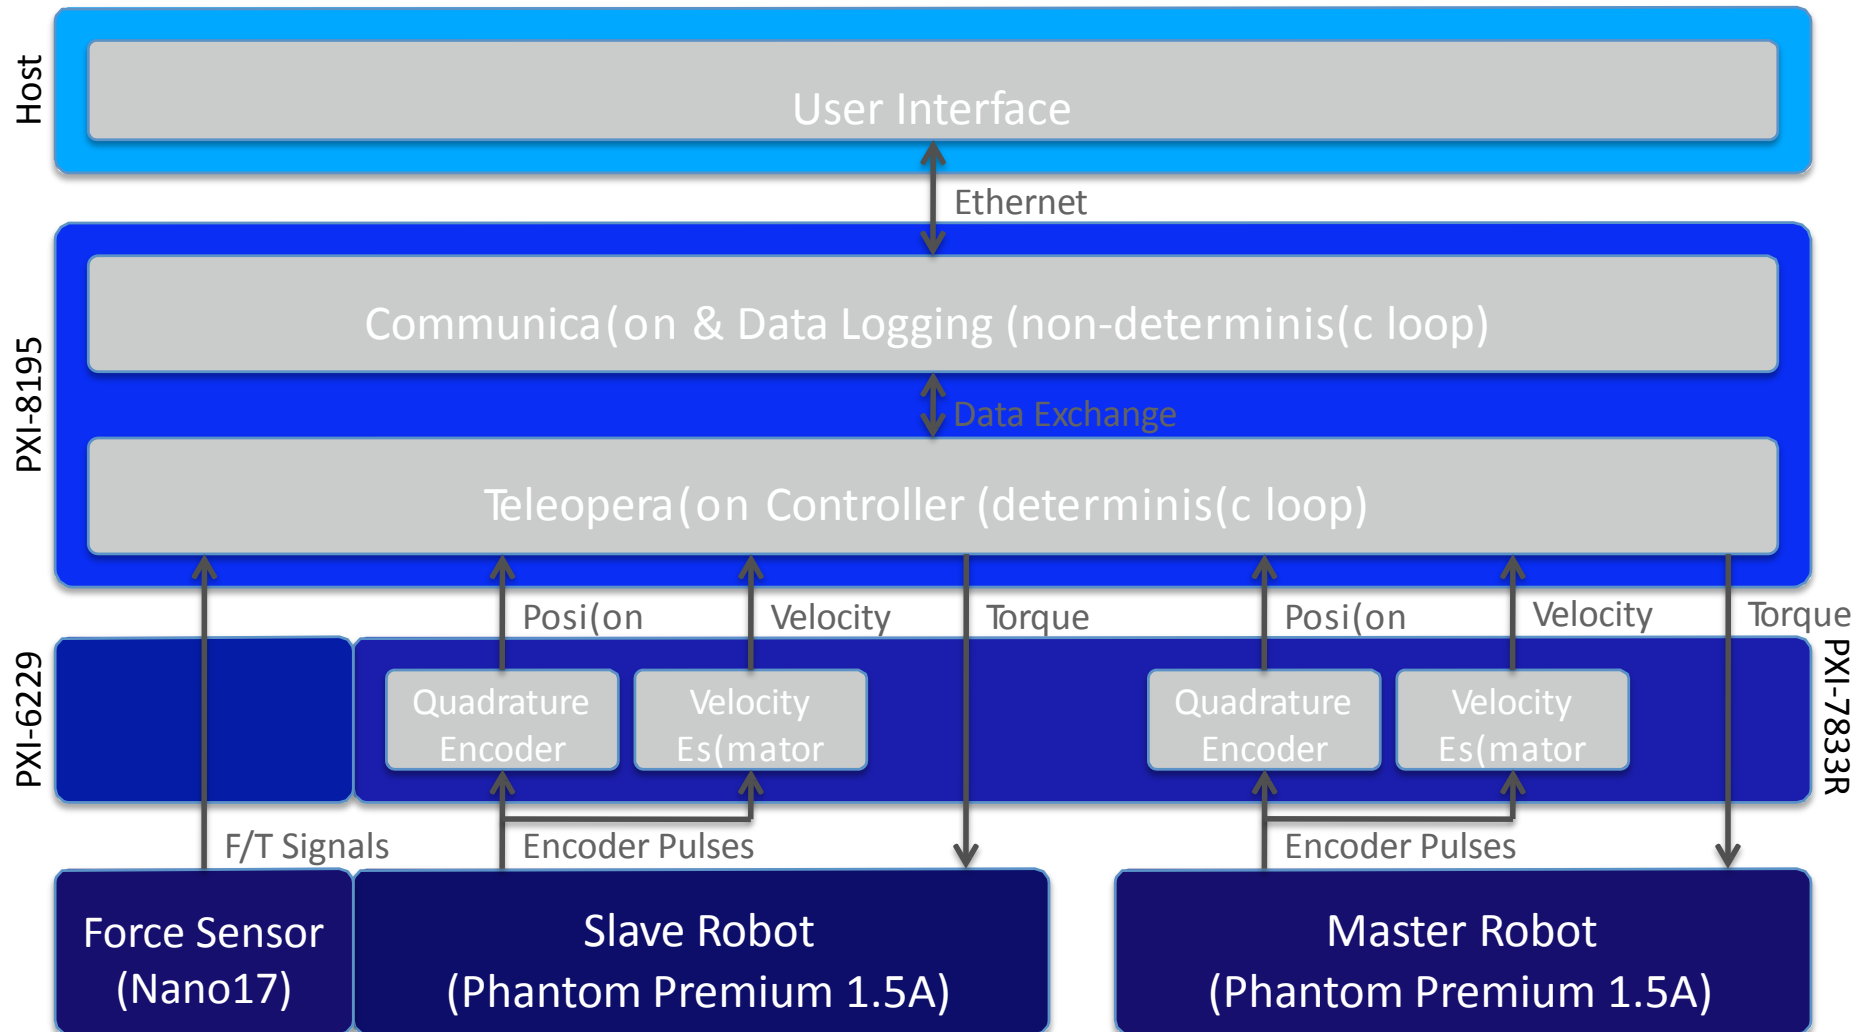 Host
User Interface
Ethernet
PXI-8195
Communica(on & Data Logging (non-determinis(c loop)
Data Exchange
Teleopera(on Controller (determinis(c loop)
Posi(on
Velocity
Torque
Posi(on
Velocity
Torque
PXI-6229
Quadrature
Encoder
Velocity
Es(mator
Quadrature
Encoder
Velocity
Es(mator
PXI-7833R
F/T Signals
Encoder Pulses
Encoder Pulses
Force Sensor
(Nano17)
Slave Robot
(Phantom Premium 1.5A)
Master Robot
(Phantom Premium 1.5A)